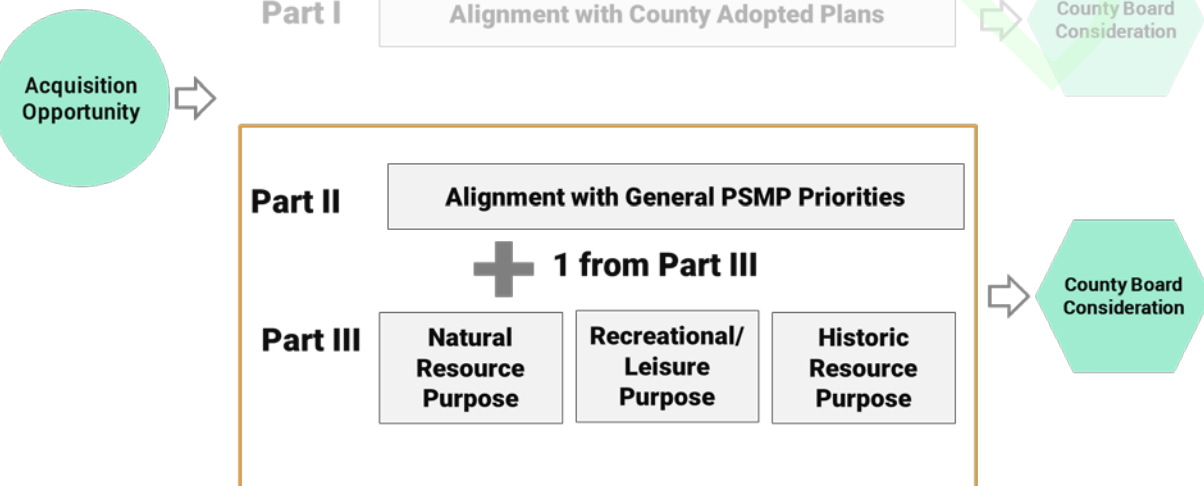 Part I
Alignment with County Adopted Plans
County Board
Consideration
Acquisition
Opportunity
Part II
Alignment with General PSMP Priorities
1 from Part III
Part III
Natural
Resource
Purpose
Recreational/
Leisure
Purpose
Historic
Resource
Purpose
County Board
Consideration